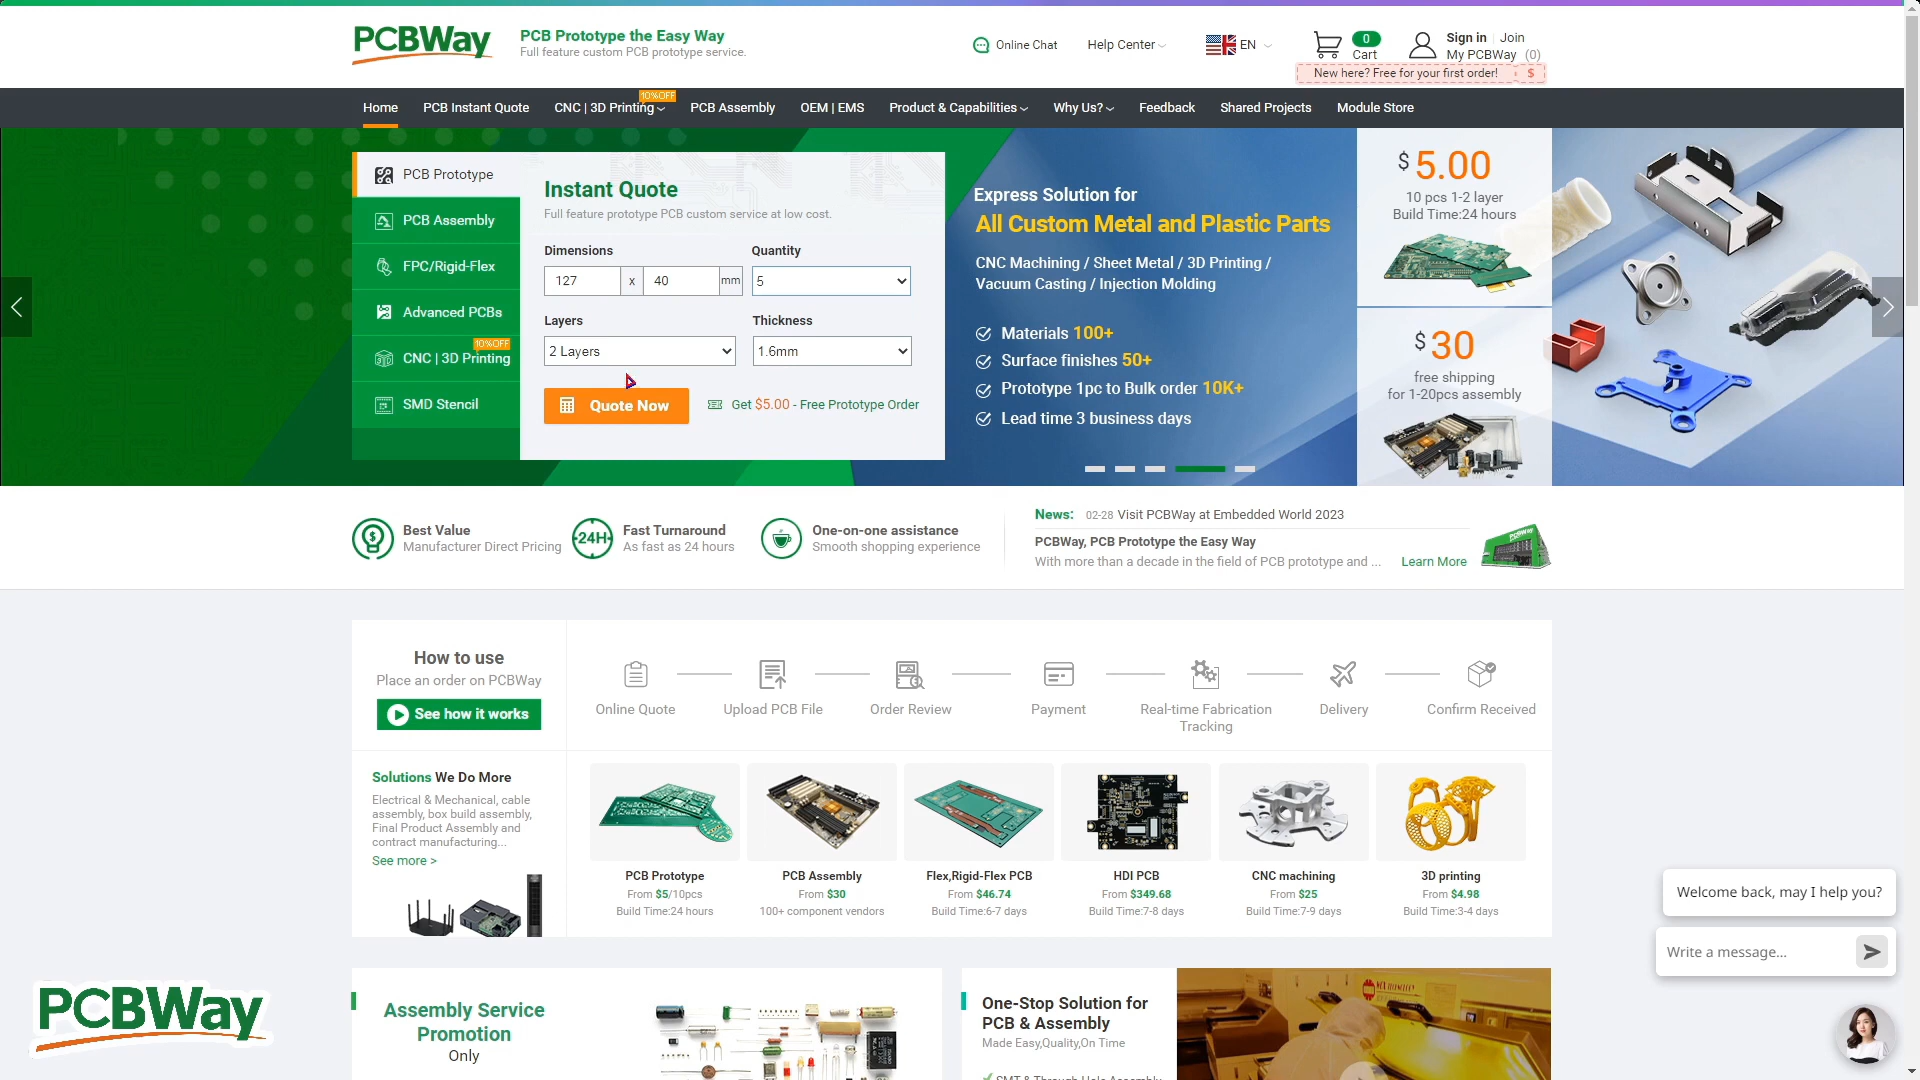 PCBWay
PCB Prototype the Easy Way
Full feature custom PCB prototype service.
Online Chat
Help Center
EN
0
Cart
Sign in
Join
My PCBWay (0)
New here? Free for your first order!
$
10%OFF
Home
PCB Instant Quote
CNC | 3D Printing
PCB Assembly
OEM | EMS
Product & Capabilities
Why Us?
Feedback
Shared Projects
Module Store
PCB Prototype
PCB Assembly
FPC/Rigid-Flex
Advanced PCBs
10%OFF
CNC | 3D Printing
SMD Stencil
Instant Quote
Full feature prototype PCB custom service at low cost.
Dimensions
Quantity
127 x 40 mm
5
Layers
Thickness
2 Layers
1.6mm
Quote Now
Get $5.00 - Free Prototype Order
Express Solution for
All Custom Metal and Plastic Parts
CNC Machining / Sheet Metal / 3D Printing /
Vacuum Casting / Injection Molding
Materials 100+
Surface finishes 50+
Prototype 1pc to Bulk order 10K+
Lead time 3 business days
$ 5.00
10 pcs 1-2 layer
Build Time:24 hours
$ 30
free shipping
for 1-20pcs assembly
Best Value
Manufacturer Direct Pricing
24H
Fast Turnaround
As fast as 24 hours
One-on-one assistance
Smooth shopping experience
News: 02-28 Visit PCBWay at Embedded World 2023
PCBWay, PCB Prototype the Easy Way
With more than a decade in the field of PCB prototype and ...
Learn More
How to use
Place an order on PCBWay
See how it works
Online Quote
Upload PCB File
Order Review
Payment
Real-time Fabrication
Tracking
Delivery
Confirm Received
Solutions We Do More
Electrical & Mechanical, cable
assembly, box build assembly,
Final Product Assembly and
contract manufacturing...
See more >
PCB Prototype
From $5/10pcs
Build Time:24 hours
PCB Assembly
From $30
100+ component vendors
Flex,Rigid-Flex PCB
From $46.74
Build Time:6-7 days
HDI PCB
From $349.68
Build Time:7-8 days
CNC machining
From $25
Build Time:7-9 days
3D printing
From $4.98
Build Time:3-4 days
Welcome back, may I help you?
Write a message...
PCBWay
Assembly Service
Promotion
Only
One-Stop Solution for
PCB & Assembly
Made Easy,Quality,On Time
SMT & Through Hole Assembly